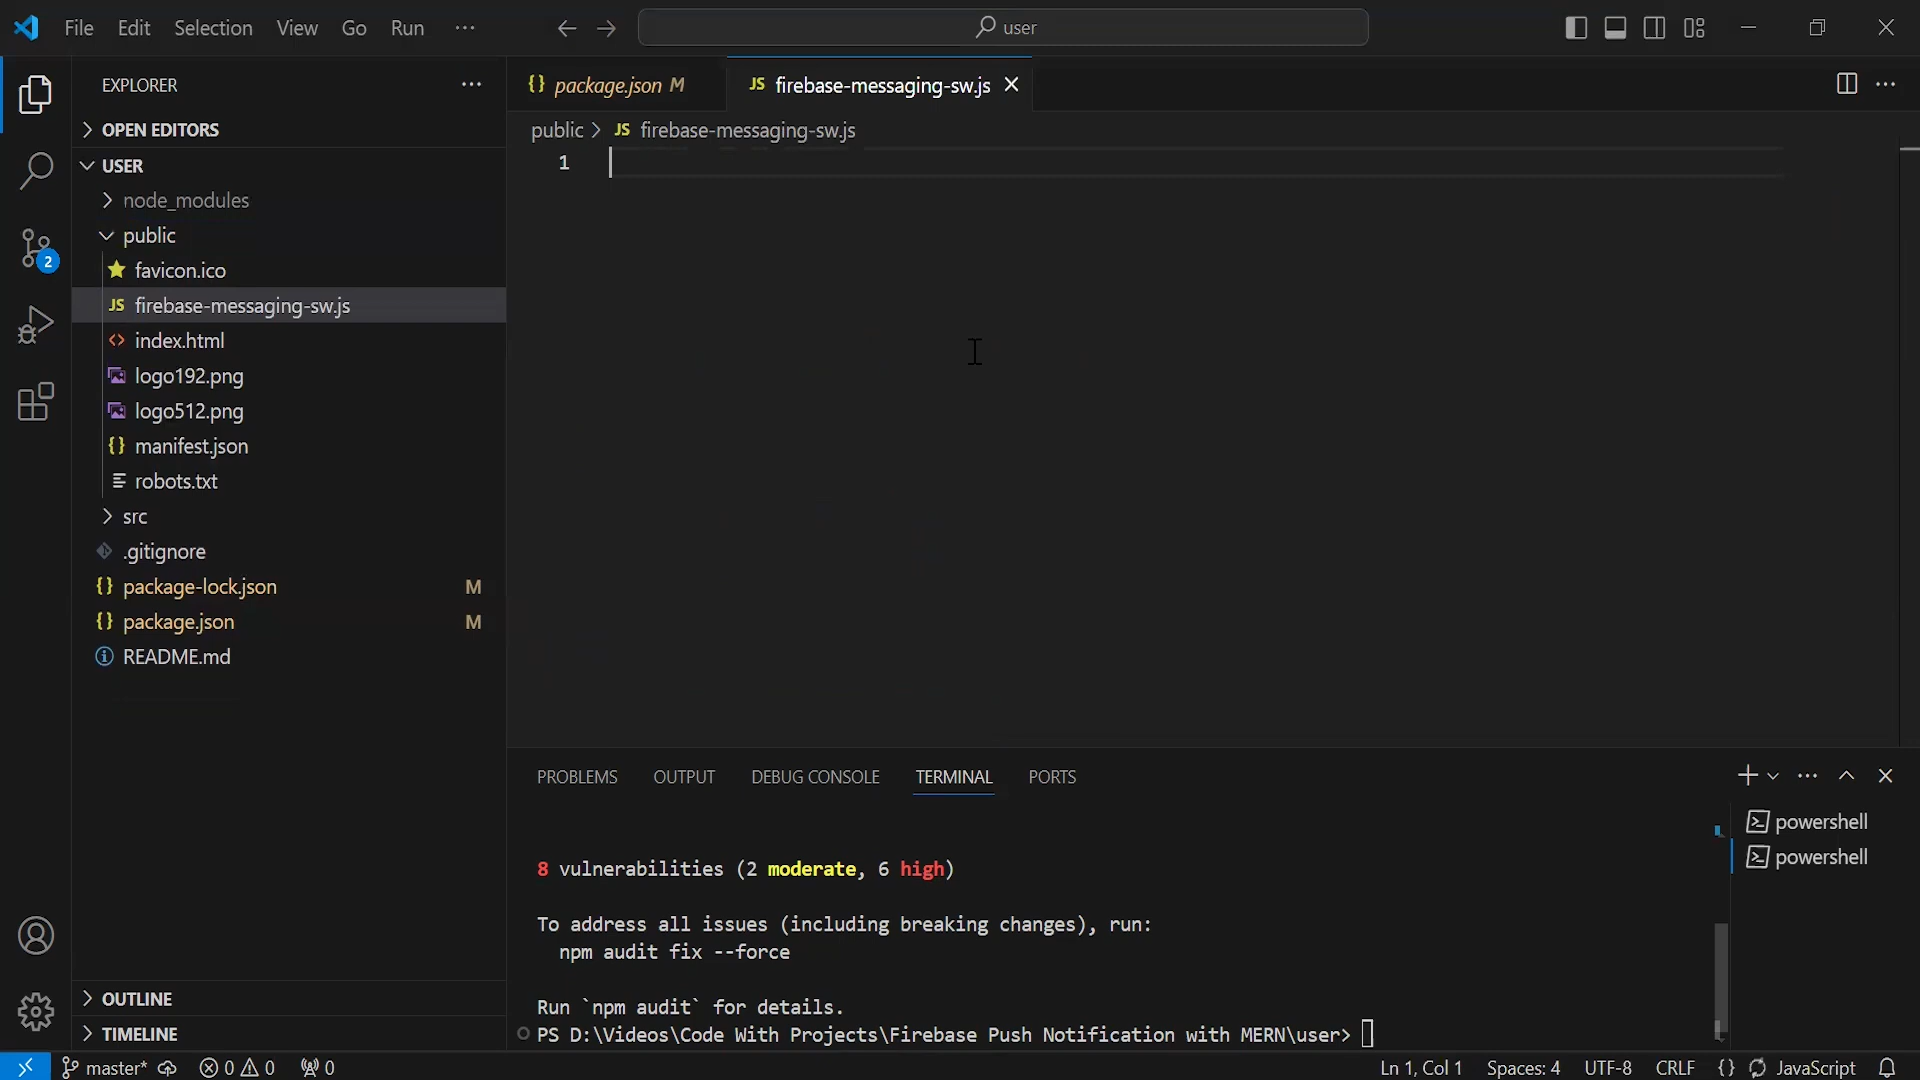 File Edit Selection View Go Run ··· user
EXPLORER ···
OPEN EDITORS
USER
node_modules
public
favicon.ico
JS firebase-messaging-sw.js
<> index.html
logo192.png
logo512.png
{} manifest.json
robots.txt
src
.gitignore
{} package-lock.json M
{} package.json M
README.md
OUTLINE
TIMELINE
2
{} package.json M JS firebase-messaging-sw.js
public > JS firebase-messaging-sw.js
1
PROBLEMS OUTPUT DEBUG CONSOLE TERMINAL PORTS
8 vulnerabilities (2 moderate, 6 high)
To address all issues (including breaking changes), run:
npm audit fix --force
Run `npm audit` for details.
PS D:\Videos\Code With Projects\Firebase Push Notification with MERN\user>
powershell
powershell
master* 0 0 0 Ln 1, Col 1 Spaces: 4 UTF-8 CRLF {} JavaScript